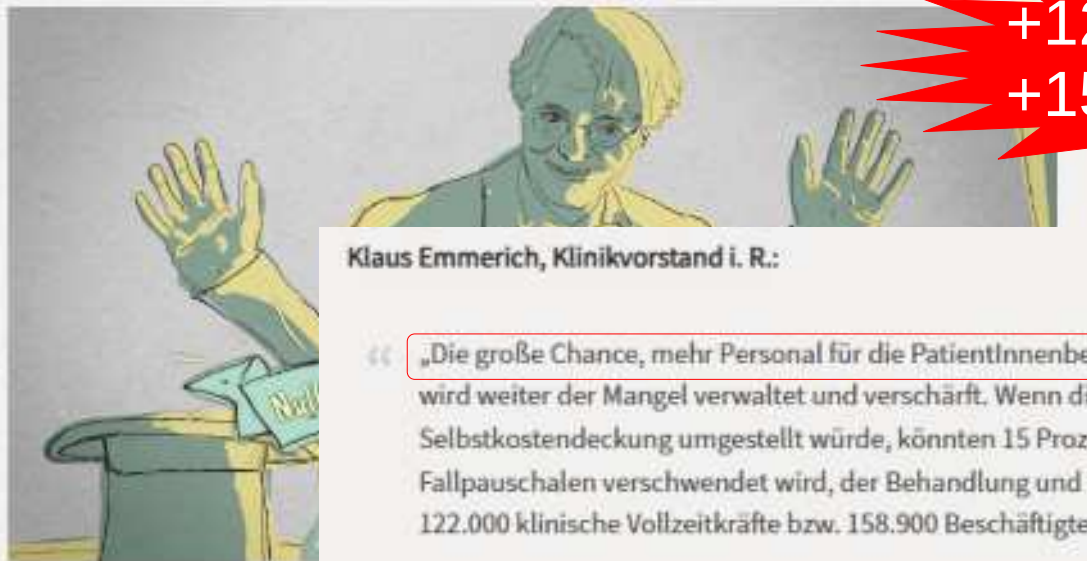 +12
+15
Klaus Emmerich, Klinikvorstand i. R.:
„Die große Chance, mehr Personal für die PatientInnenbe
wird weiter der Mangel verwaltet und verschärft. Wenn di
Selbstkostendeckung umgestellt würde, könnten 15 Proz
Fallpauschalen verschwendet wird, der Behandlung und
122.000 klinische Vollzeitkräfte bzw. 158.900 Beschäftigte